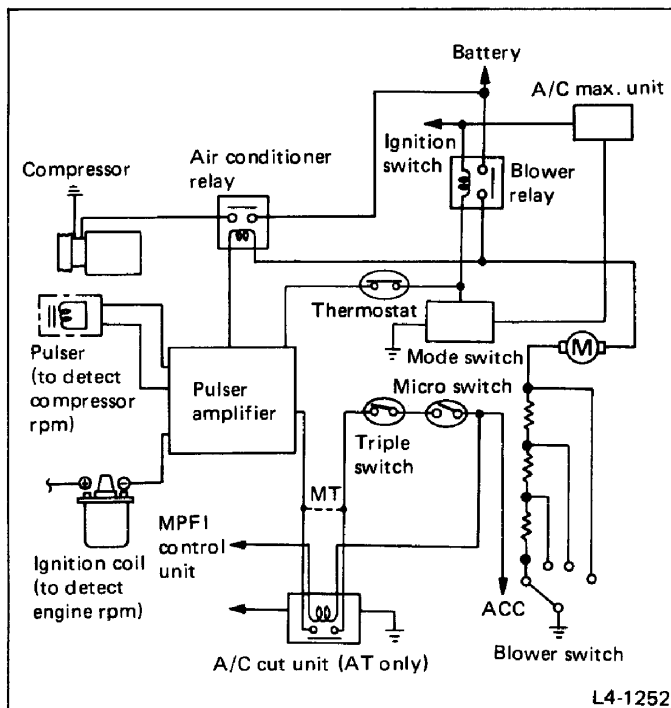 Battery
A/C max. unit
Ignition
switch
Air conditioner
relay
Blower
relay
Compressor
Thermostat
Mode switch
M
Pulser
(to detect
compressor
rpm)
Pulser
amplifier
Micro switch
Triple
switch
MT
MPFI
control
unit
Ignition coil
(to detect
engine rpm)
ACC
A/C cut unit (AT only)
Blower switch
L4-1252